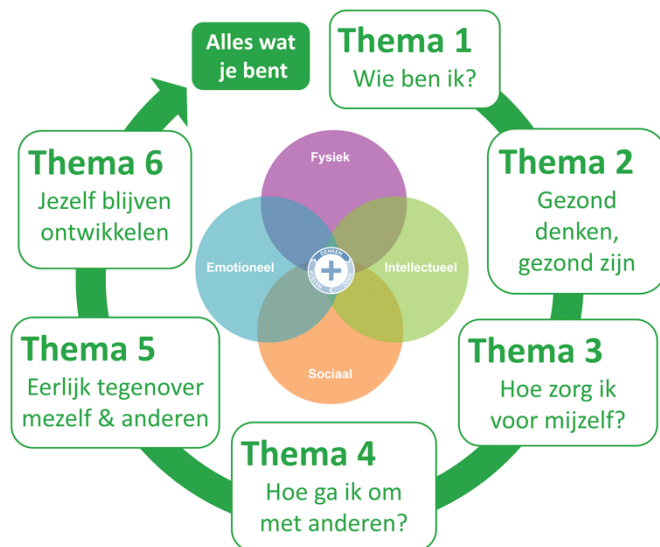 Alles wat
je bent
Thema 1
Wie ben ik?
Thema 2
Gezond
denken,
gezond zijn
Thema 3
Hoe zorg ik
voor mijzelf?
Thema 4
Hoe ga ik om
met anderen?
Thema 5
Eerlijk tegenover
mezelf & anderen
Thema 6
Jezelf blijven
ontwikkelen
Fysiek
Emotioneel
Intellectueel
Sociaal
DENKEN